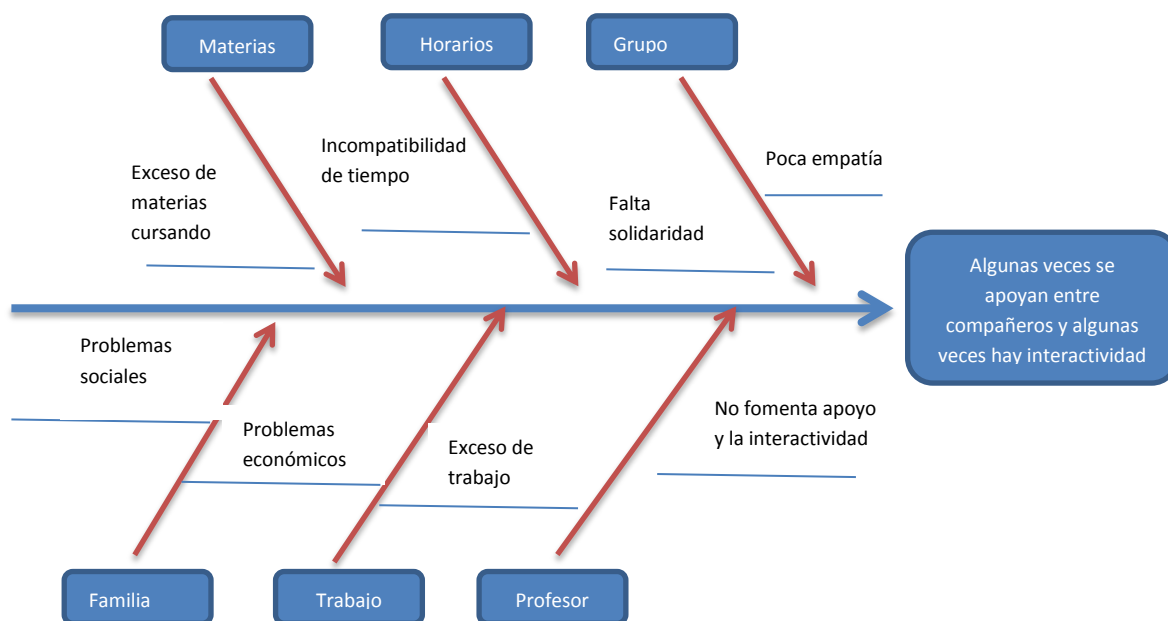 Materias
Horarios
Grupo
Incompatibilidad
de tiempo
Exceso de
materias
cursando
Poca empatía
Falta
solidaridad
Algunas veces se
apoyan entre
compañeros y algunas
veces hay interactividad
Problemas
sociales
Problemas
económicos
Exceso de
trabajo
No fomenta apoyo
y la interactividad
Familia
Trabajo
Profesor